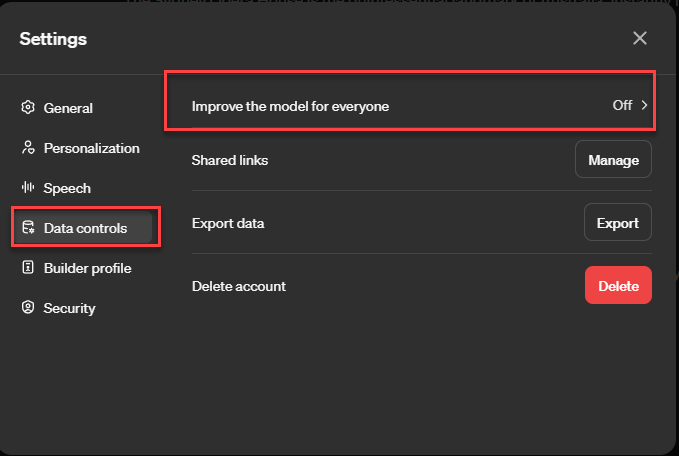 Settings
General
Personalization
Speech
Data controls
Builder profile
Security
Improve the model for everyone Off
Shared links Manage
Export data Export
Delete account Delete